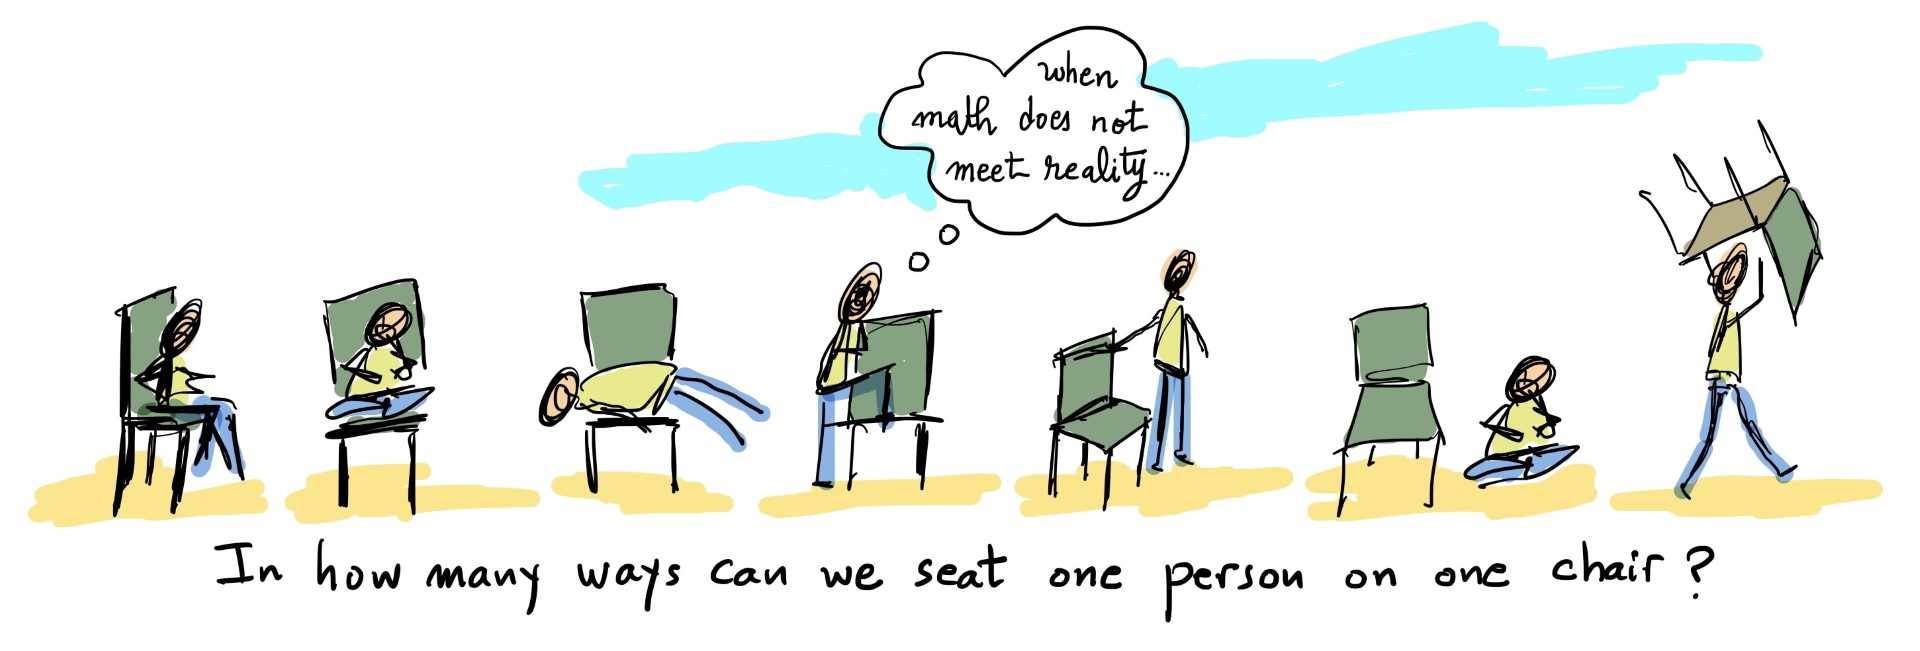 when
math does not
meet reality...
In how many ways can we seat one person on one chair?